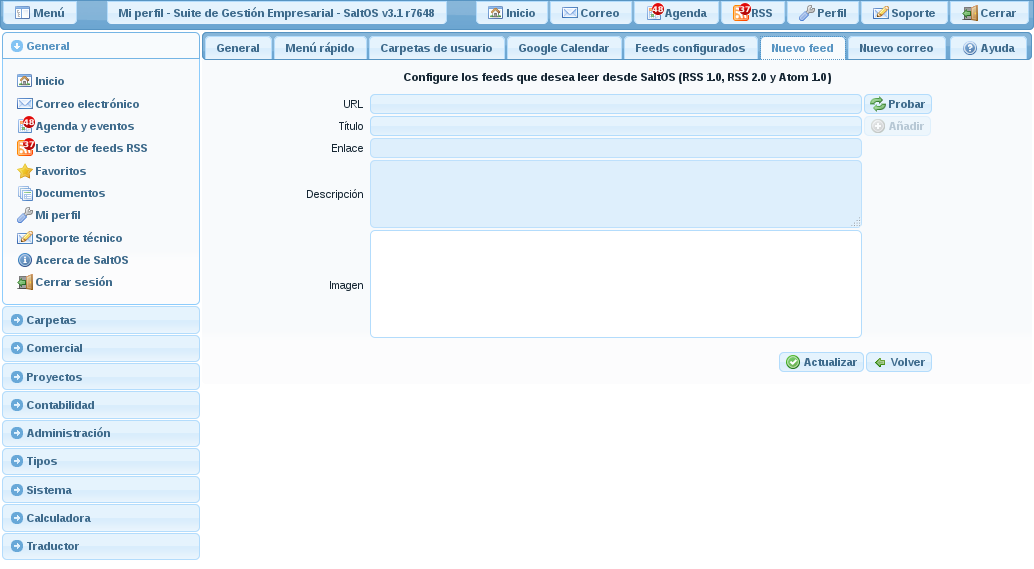 Menú
Mi perfil - Suite de Gestión Empresarial - SaltOS v3.1 r7648
Inicio
Correo
48 Agenda
37 RSS
Perfil
Soporte
Cerrar
General
Inicio
Correo electrónico
48 Agenda y eventos
37 Lector de feeds RSS
Favoritos
Documentos
Mi perfil
Soporte técnico
Acerca de SaltOS
Cerrar sesión
Carpetas
Comercial
Proyectos
Contabilidad
Administración
Tipos
Sistema
Calculadora
Traductor
General
Menú rápido
Carpetas de usuario
Google Calendar
Feeds configurados
Nuevo feed
Nuevo correo
Ayuda
Configure los feeds que desea leer desde SaltOS (RSS 1.0, RSS 2.0 y Atom 1.0)
URL
Probar
Título
Añadir
Enlace
Descripción
Imagen
Actualizar
Volver